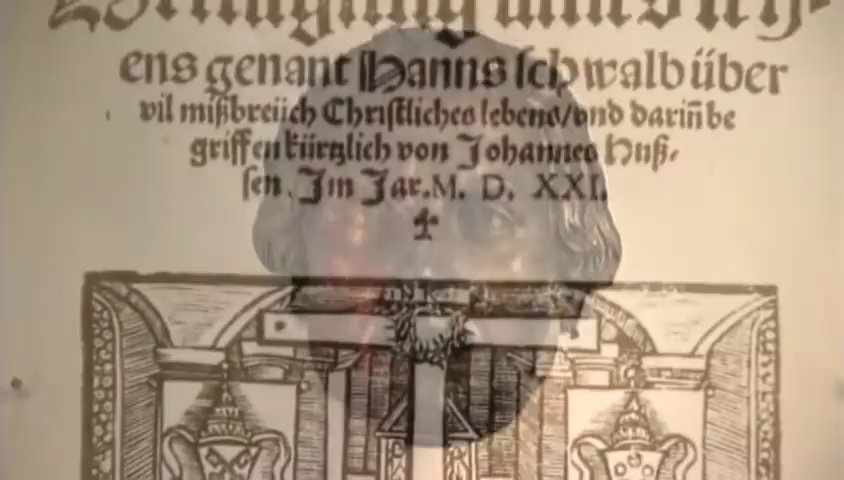 ens genant Hanns schwalb über
vil mißbreüch Christliches lebens/vnd dariñ be
griffen kürtzlich von Johannes Huß-
sen. Im Jar. M. D. XXI.